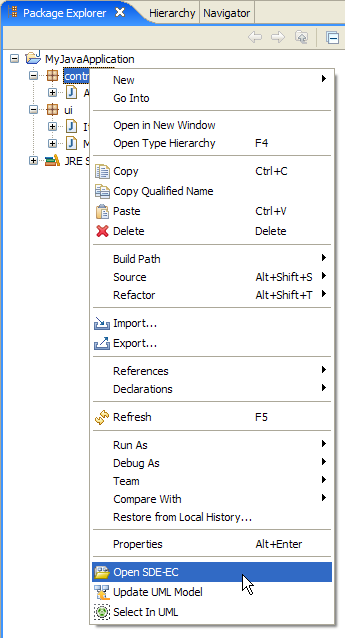 Package Explorer Hierarchy Navigator
MyJavaApplication
contr
New
A
Go Into
ui
Open in New Window
Open Type Hierarchy F4
JRE S
Copy Ctrl+C
Copy Qualified Name
Paste Ctrl+V
Delete Delete
Build Path
Source Alt+Shift+S
Refactor Alt+Shift+T
Import...
Export...
References
Declarations
Refresh F5
Run As
Debug As
Team
Compare With
Restore from Local History...
Properties Alt+Enter
Open SDE-EC
Update UML Model
Select In UML